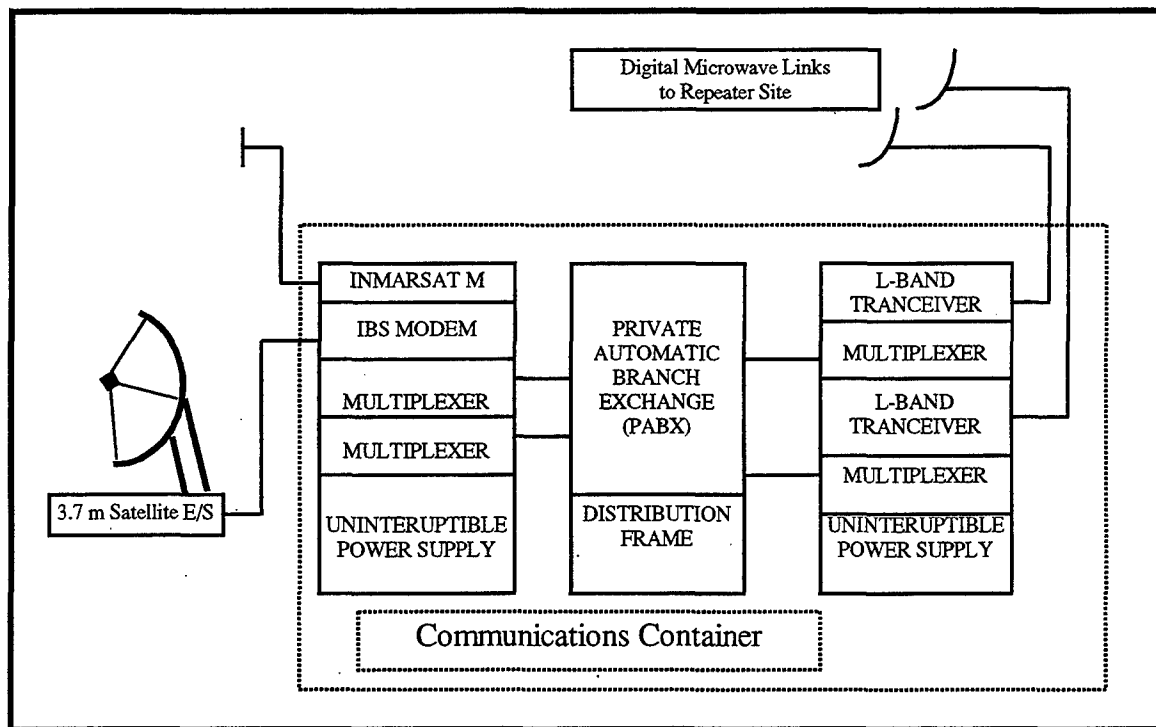 Digital Microwave Links
to Repeater Site
INMARSAT M
IBS MODEM
MULTIPLEXER
MULTIPLEXER
UNINTERUPTIBLE
POWER SUPPLY
PRIVATE
AUTOMATIC
BRANCH
EXCHANGE
(PABX)
DISTRIBUTION
FRAME
L-BAND
TRANCEIVER
MULTIPLEXER
L-BAND
TRANCEIVER
MULTIPLEXER
UNINTERUPTIBLE
POWER SUPPLY
3.7 m Satellite E/S
Communications Container